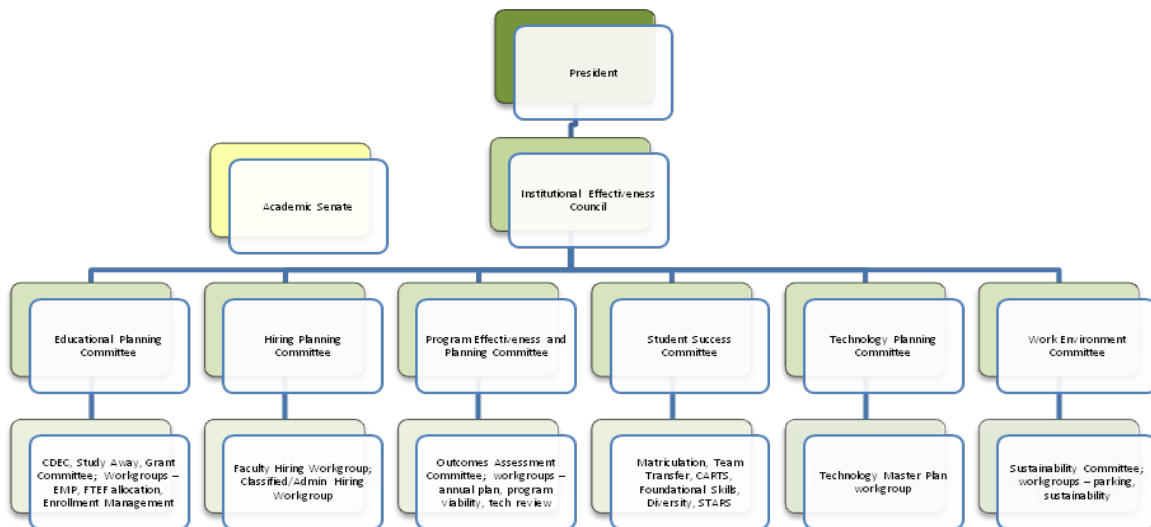 President
Academic Senate
Institutional Effectiveness
Council
Educational Planning
Committee
Hiring Planning
Committee
Program Effectiveness and
Planning Committee
Student Success
Committee
Technology Planning
Committee
Work Environment
Committee
CDEC, Study Away, Grant
Committee; Workgroups –
EMP, FTEF allocation,
Enrollment Management
Faculty Hiring Workgroup;
Classified/Admin Hiring
Workgroup
Outcomes Assessment
Committee; workgroups –
annual plan, program
viability, tech review
Matriculation, Team
Transfer, CARTS,
Foundational Skills,
Diversity, STARS
Technology Master Plan
workgroup
Sustainability Committee;
workgroups – parking,
sustainability